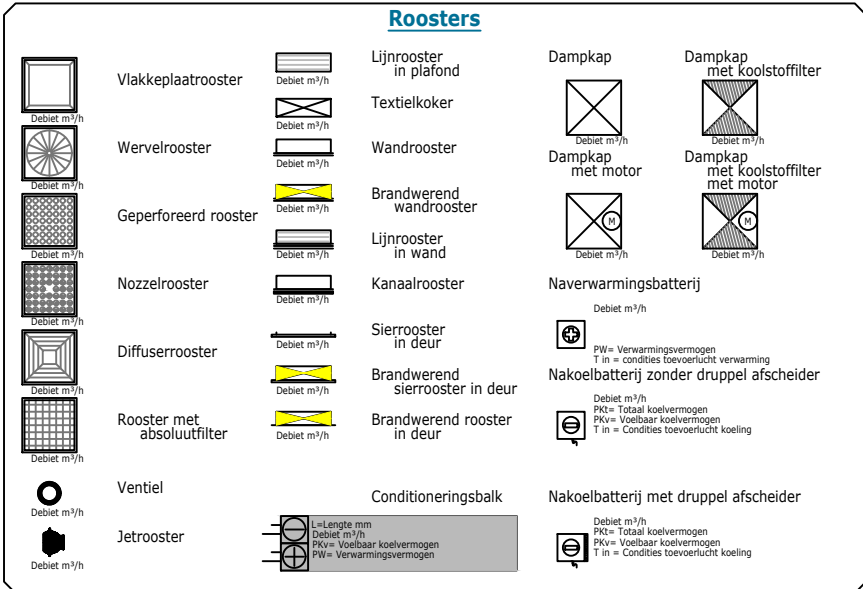 Roosters
Debiet m³/h
Vlakkeplaatrooster
Debiet m³/h
Wervelrooster
Debiet m³/h
Geperforeerd rooster
Debiet m³/h
Nozzelrooster
Debiet m³/h
Diffuserrooster
Debiet m³/h
Rooster met
absoluutfilter
Debiet m³/h
Ventiel
Debiet m³/h
Jetrooster
Debiet m³/h
Lijnrooster
in plafond
Debiet m³/h
Textielkoker
Debiet m³/h
Wandrooster
Debiet m³/h
Brandwerend
wandrooster
Debiet m³/h
Lijnrooster
in wand
Debiet m³/h
Kanaalrooster
Debiet m³/h
Sierrooster
in deur
Debiet m³/h
Brandwerend
sierrooster in deur
Debiet m³/h
Brandwerend rooster
in deur
Debiet m³/h
Conditioneringsbalk
L=Lengte mm
Debiet m³/h
PKv= Voelbaar koelvermogen
PW= Verwarmingsvermogen
Dampkap
Debiet m³/h
Dampkap
met koolstoffilter
Debiet m³/h
Dampkap
met motor
M
Debiet m³/h
Dampkap
met koolstoffilter
met motor
M
Debiet m³/h
Naverwarmingsbatterij
Debiet m³/h
PW= Verwarmingsvermogen
T in = condities toevoerlucht verwarming
Nakoelbatterij zonder druppel afscheider
Debiet m³/h
PKt= Totaal koelvermogen
PKv= Voelbaar koelvermogen
T in = Condities toevoerlucht koeling
Nakoelbatterij met druppel afscheider
Debiet m³/h
PKt= Totaal koelvermogen
PKv= Voelbaar koelvermogen
T in = Condities toevoerlucht koeling